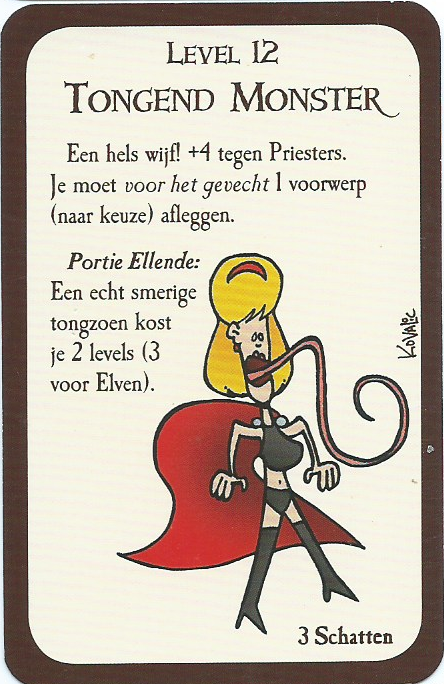 Level 12
Tongend Monster
Een hels wijf! +4 tegen Priesters.
Je moet voor het gevecht 1 voorwerp
(naar keuze) afleggen.
Portie Ellende:
Een echt smerige
tongzoen kost
je 2 levels (3
voor Elven).
Kovalic
3 Schatten